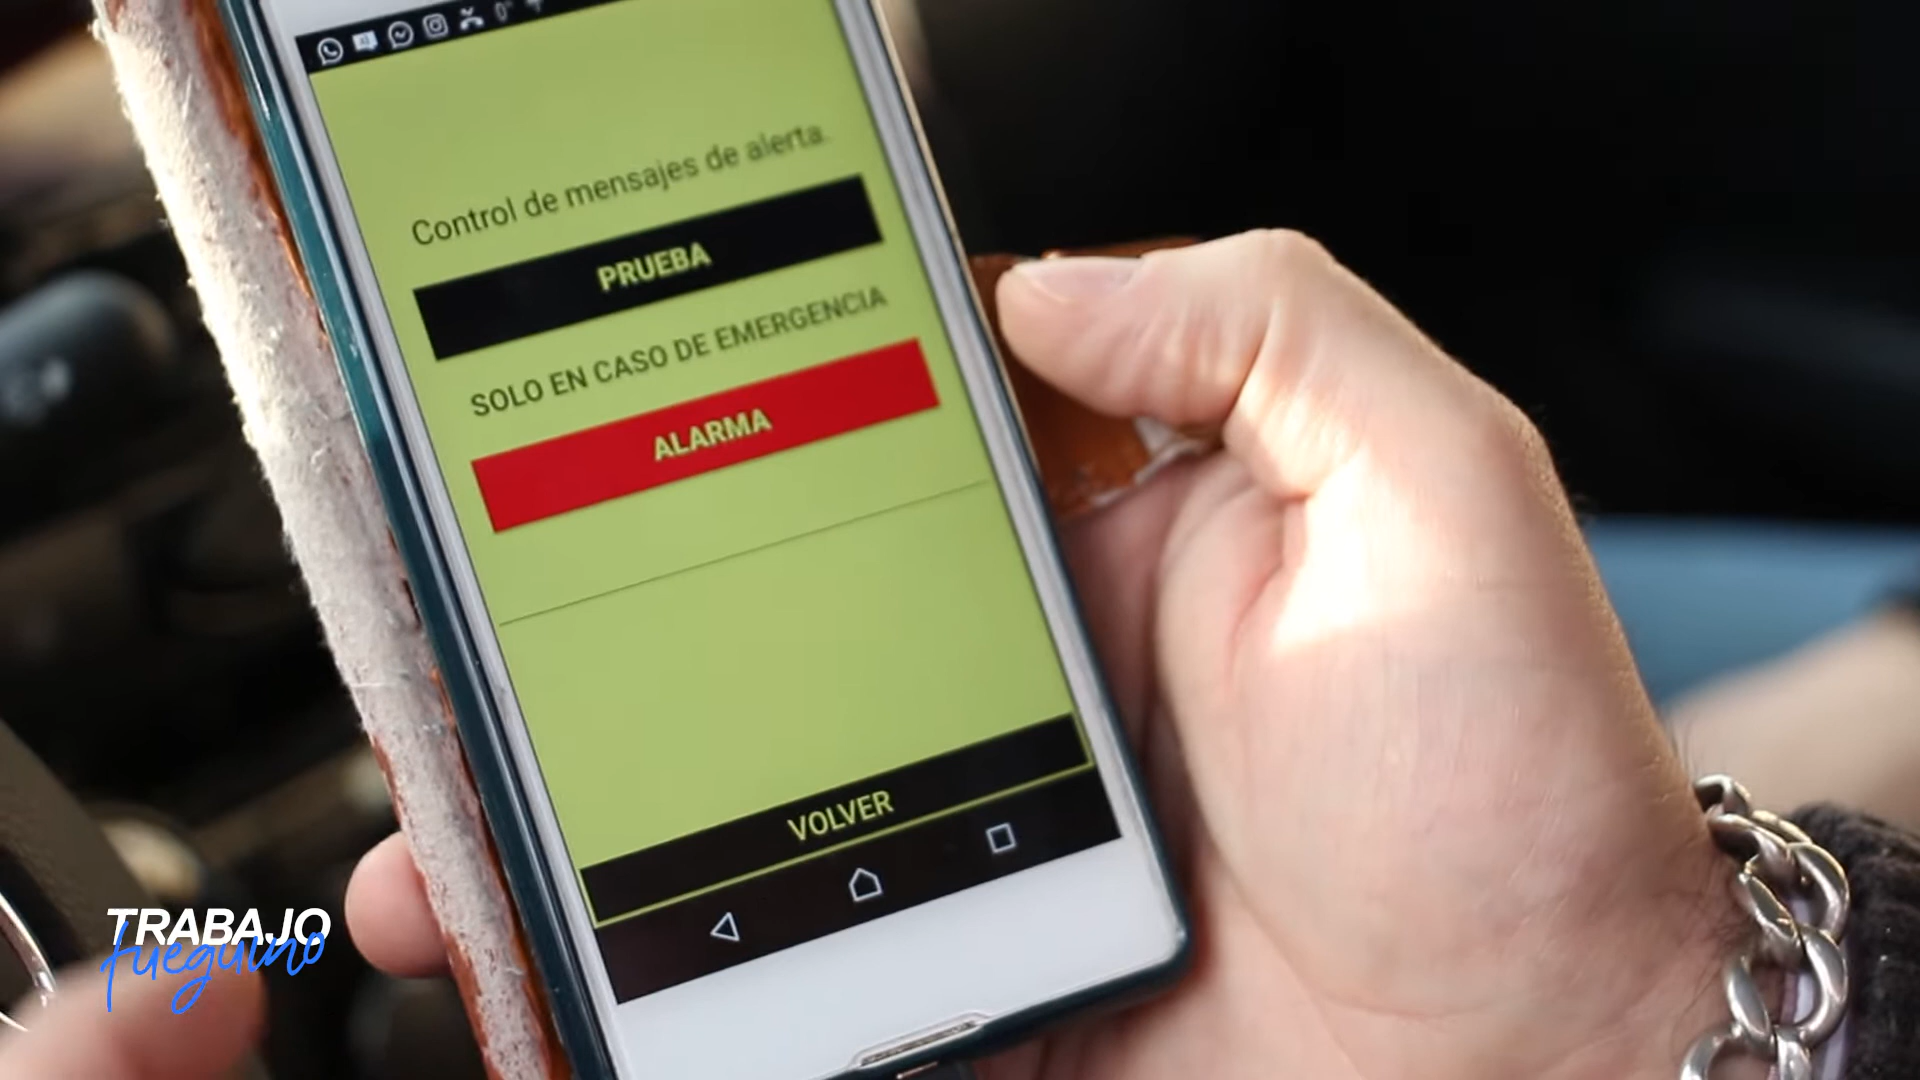 Control de mensajes de alerta.
PRUEBA
SOLO EN CASO DE EMERGENCIA
ALARMA
VOLVER
TRABAJO
fueguino